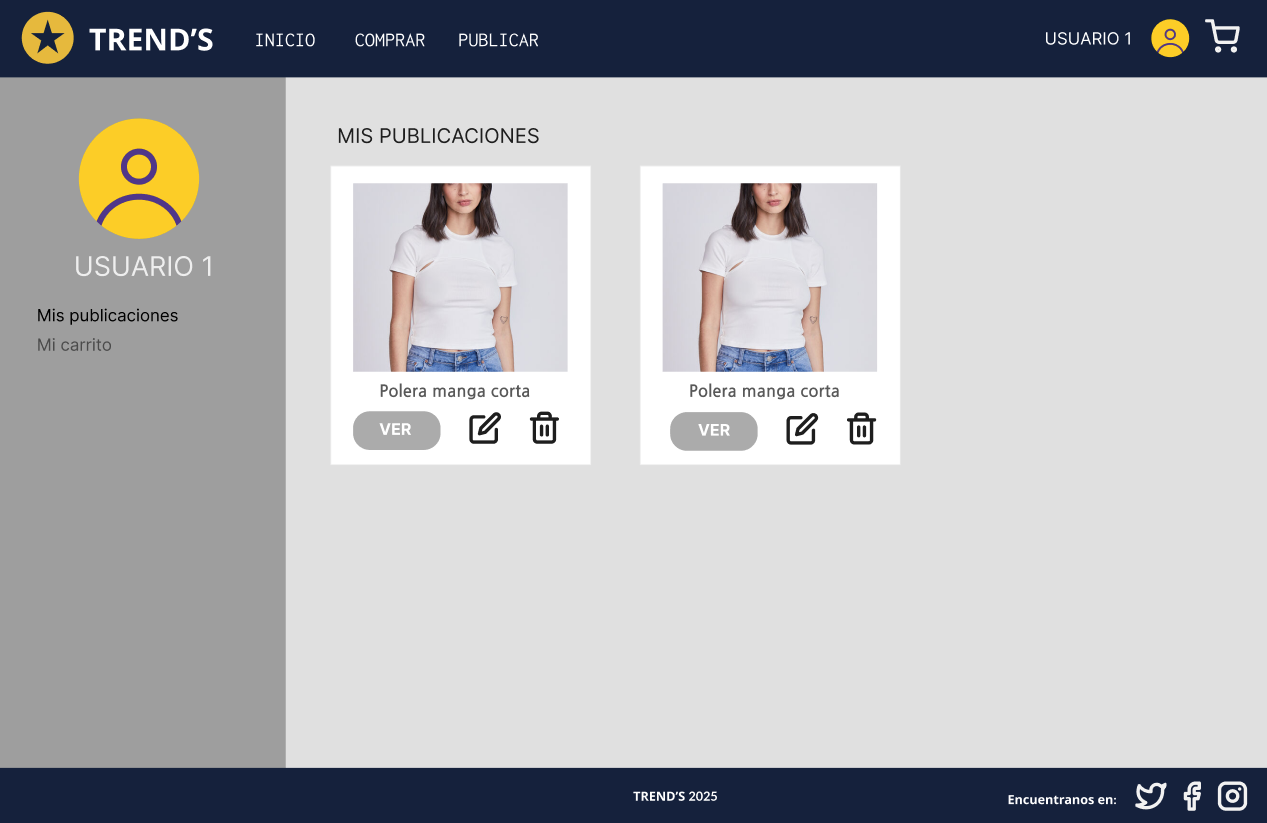 TREND’S
INICIO
COMPRAR
PUBLICAR
USUARIO 1
USUARIO 1
Mis publicaciones
Mi carrito
MIS PUBLICACIONES
Polera manga corta
VER
Polera manga corta
VER
TREND’S 2025
Encuentranos en: